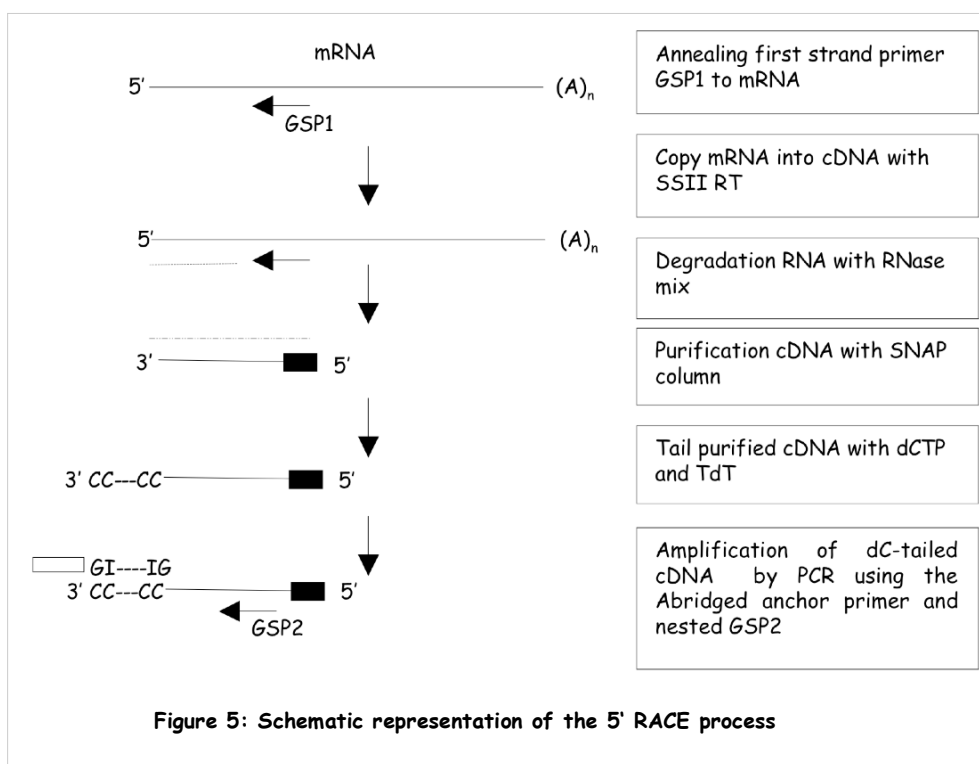 mRNA
5’ (A)n
GSP1
Annealing first strand primer
GSP1 to mRNA
Copy mRNA into cDNA with
SSII RT
5’ (A)n
Degradation RNA with RNase
mix
3’ 5’
Purification cDNA with SNAP
column
3’ CC---CC 5’
Tail purified cDNA with dCTP
and TdT
GI----IG
3’ CC---CC 5’
GSP2
Amplification of dC-tailed
cDNA by PCR using the
Abridged anchor primer and
nested GSP2
Figure 5: Schematic representation of the 5’ RACE process